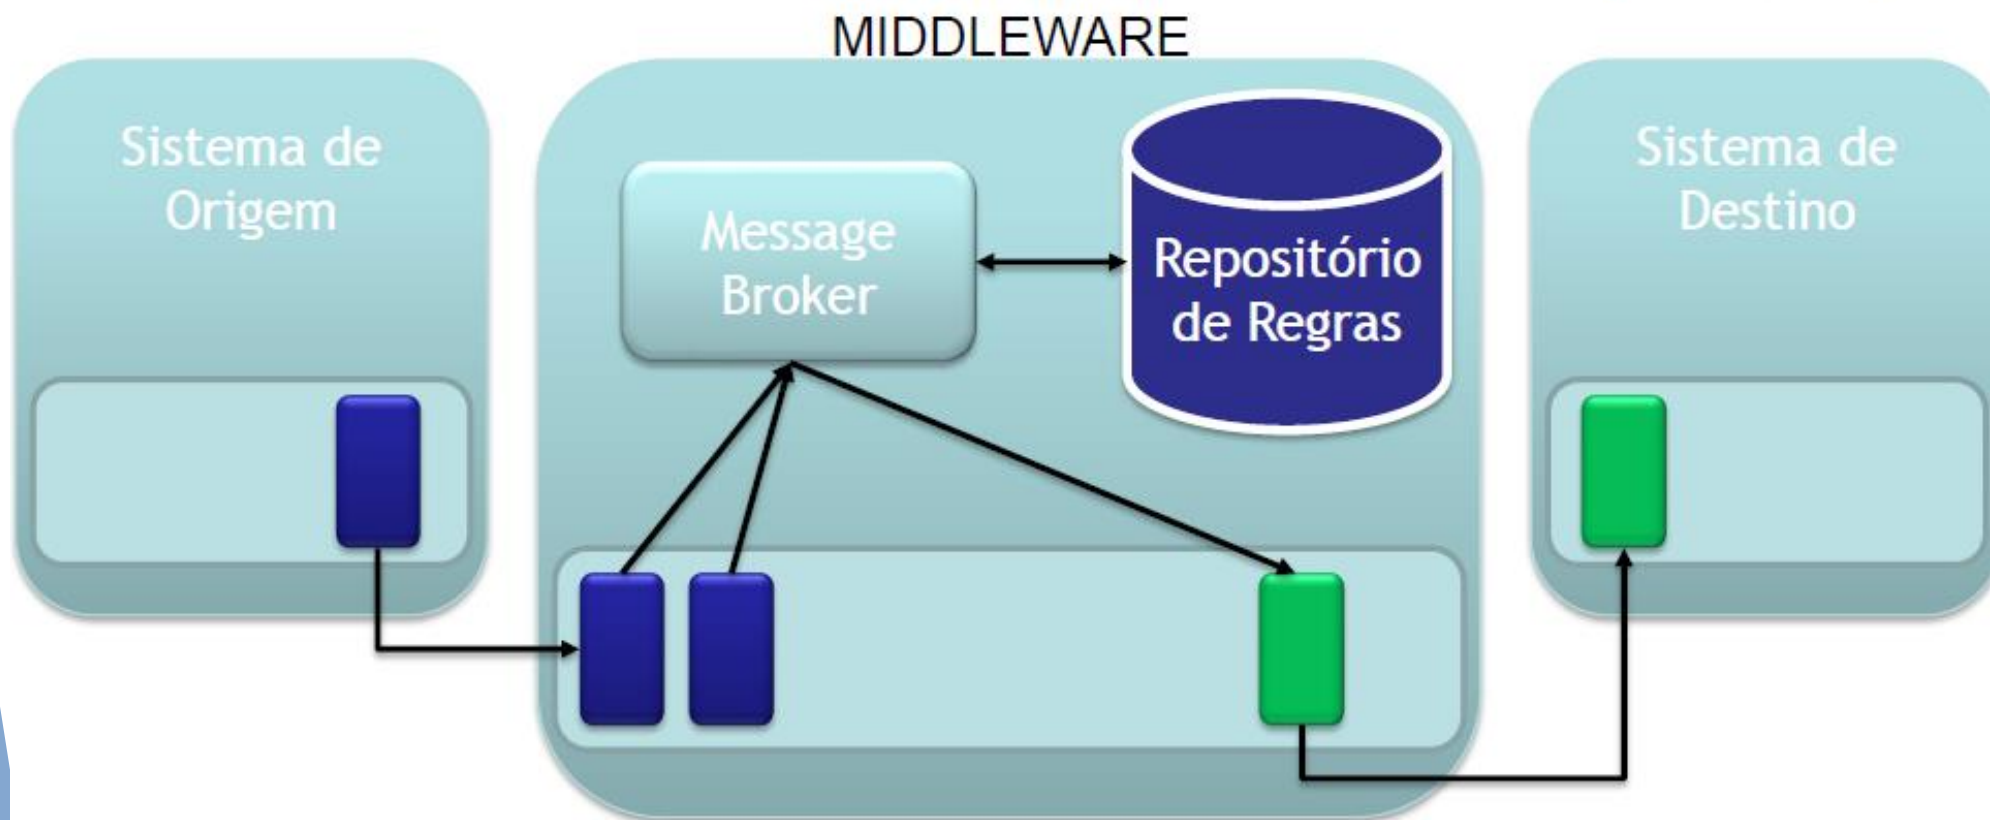 MIDDLEWARE
Sistema de
Origem
Message
Broker
Repositório
de Regras
Sistema de
Destino